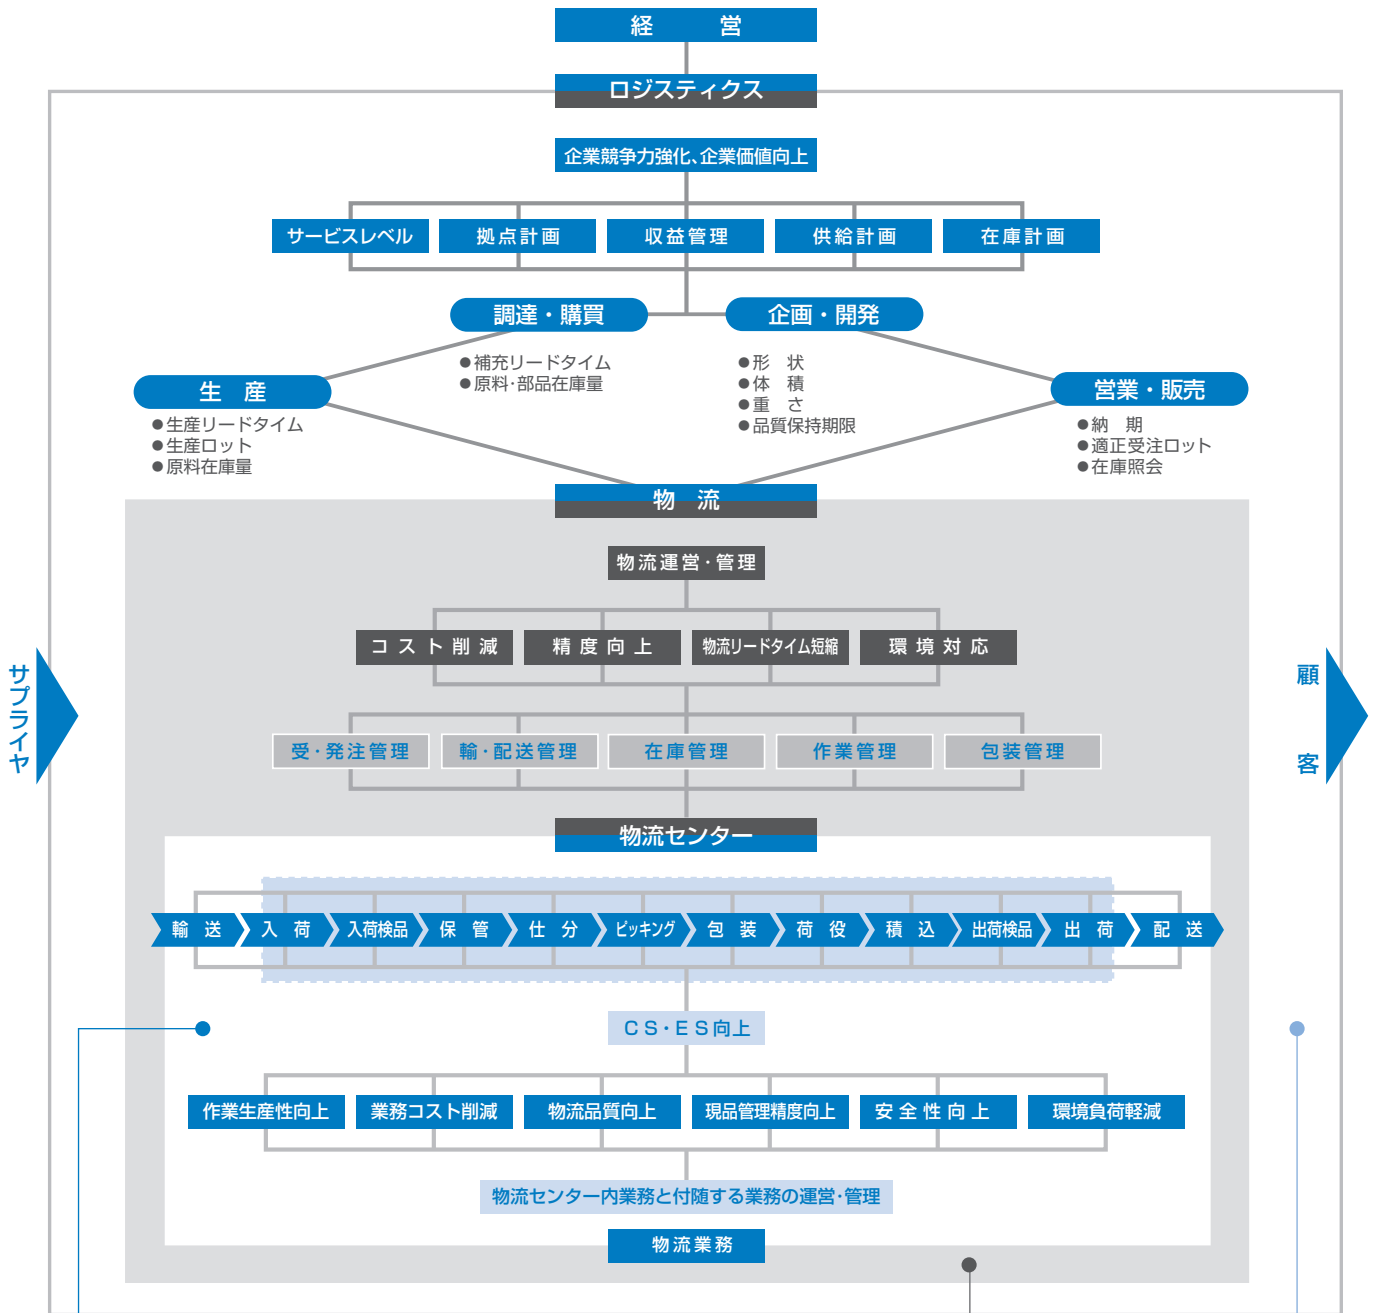 経　営
ロジスティクス
企業競争力強化、企業価値向上
サービスレベル
拠点計画
収益管理
供給計画
在庫計画
調達・購買
●補充リードタイム
●原料・部品在庫量
企画・開発
●形　状
●体　積
●重　さ
●品質保持期限
生　産
●生産リードタイム
●生産ロット
●原料在庫量
営業・販売
●納　期
●適正受注ロット
●在庫照会
物　流
物流運営・管理
コスト削減
精度向上
物流リードタイム短縮
環境対応
サプライヤ
顧　客
受・発注管理
輸・配送管理
在庫管理
作業管理
包装管理
物流センター
輸　送
入　荷
入荷検品
保　管
仕　分
ピッキング
包　装
荷　役
積　込
出荷検品
出　荷
配　送
CS・ES向上
作業生産性向上
業務コスト削減
物流品質向上
現品管理精度向上
安全性向上
環境負荷軽減
物流センター内業務と付随する業務の運営・管理
物流業務